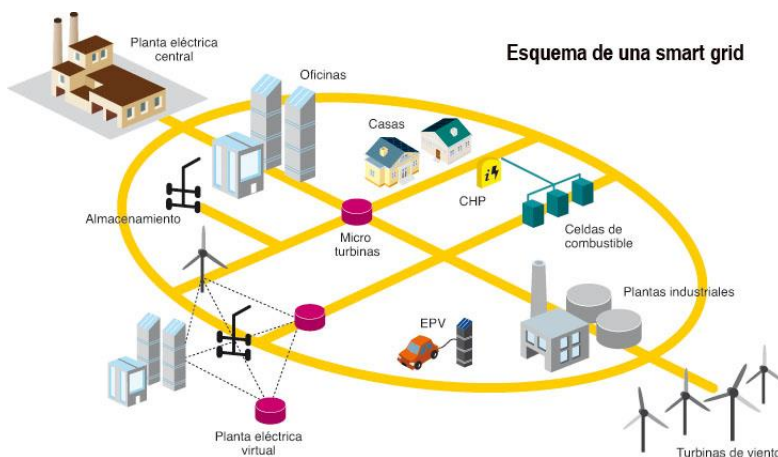 Planta eléctrica
central
Esquema de una smart grid
Oficinas
Casas
CHP
Almacenamiento
Micro
turbinas
Celdas de
combustible
Plantas industriales
EPV
Planta eléctrica
virtual
Turbinas de viento